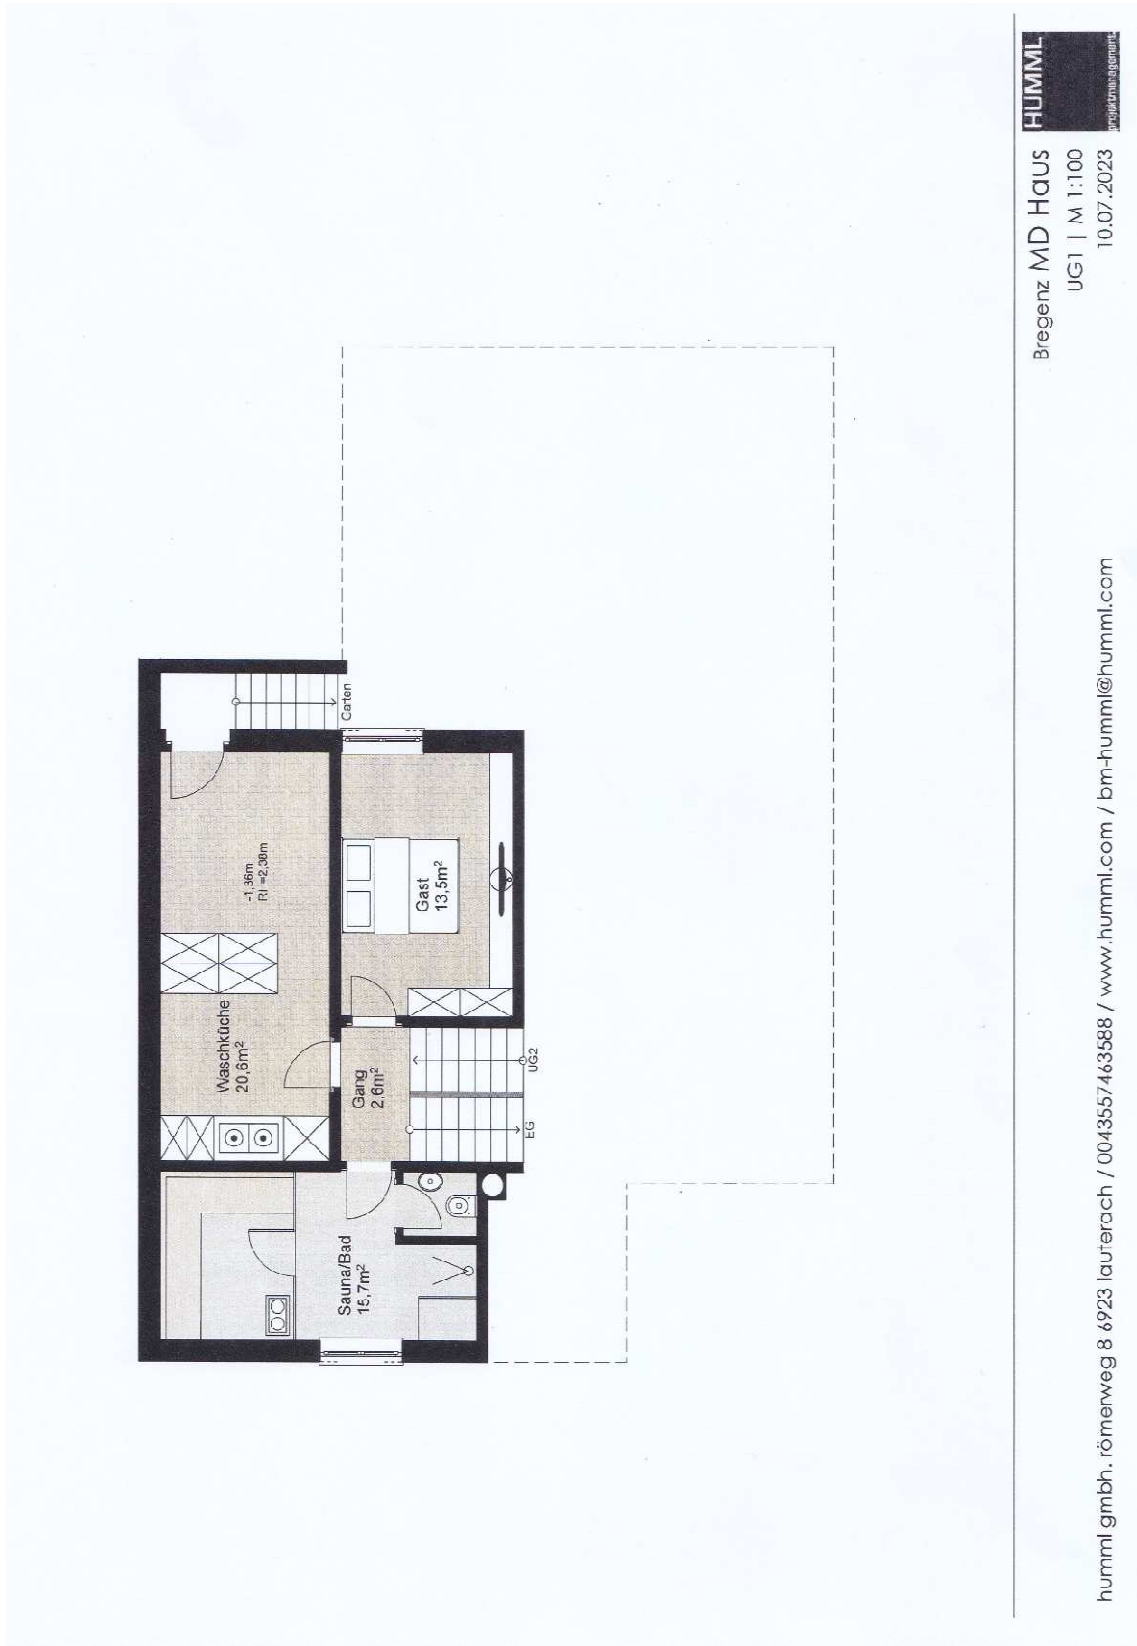 HUMML
projektmanagement
Bregenz MD Haus
UG1 | M 1:100
10.07.2023
Garten
-1,36m
RI =2,38m
Waschküche
20,6m²
Gast
13,5m²
Gang
2,6m²
UG2
EG
Sauna/Bad
15,7m²
humml gmbh. römerweg 8 6923 lauterach / 00435574 63588 / www.humml.com / bm-humml@humml.com